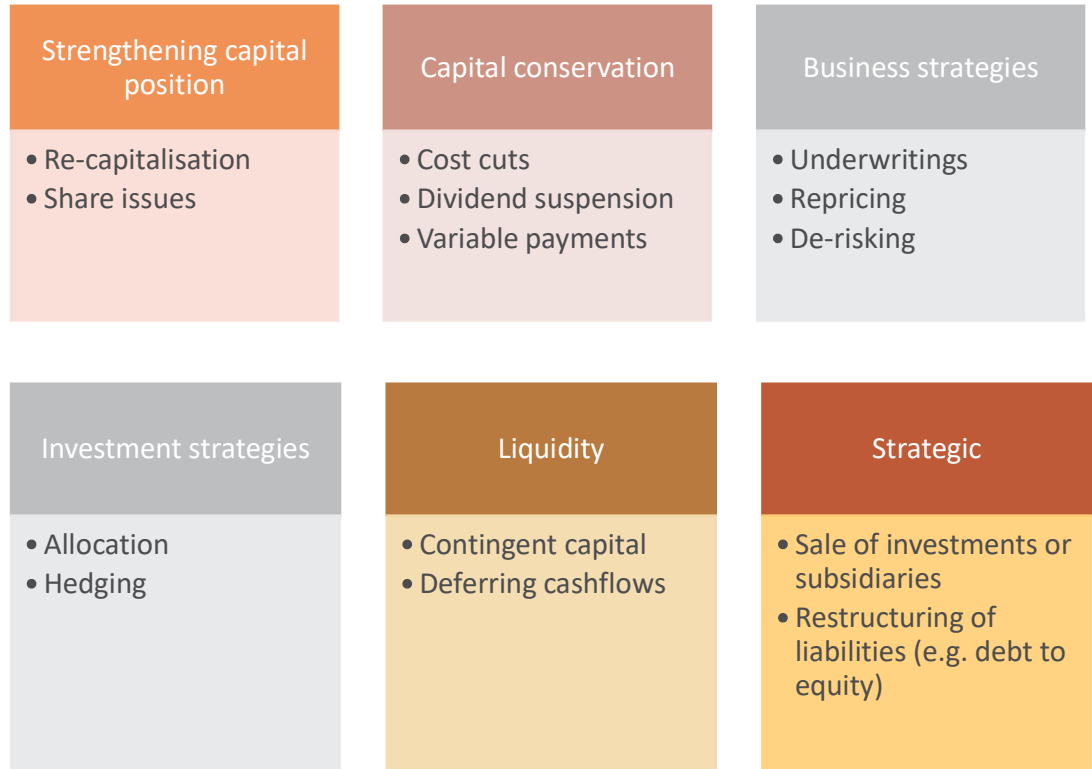 Strengthening capital
position
• Re-capitalisation
• Share issues
Capital conservation
• Cost cuts
• Dividend suspension
• Variable payments
Business strategies
• Underwritings
• Repricing
• De-risking
Investment strategies
• Allocation
• Hedging
Liquidity
• Contingent capital
• Deferring cashflows
Strategic
• Sale of investments or
subsidiaries
• Restructuring of
liabilities (e.g. debt to
equity)